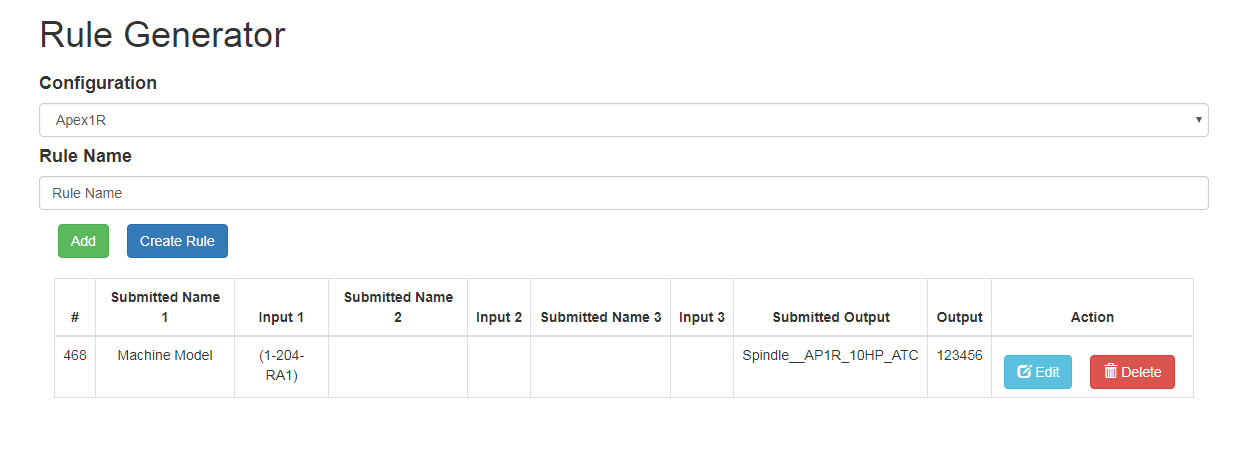 Rule Generator
Configuration
Apex1R
Rule Name
Rule Name
Add Create Rule
# Submitted Name 1 Input 1 Submitted Name 2 Input 2 Submitted Name 3 Input 3 Submitted Output Output Action
468 Machine Model (1-204-RA1) Spindle__AP1R_10HP_ATC 123456 Edit Delete